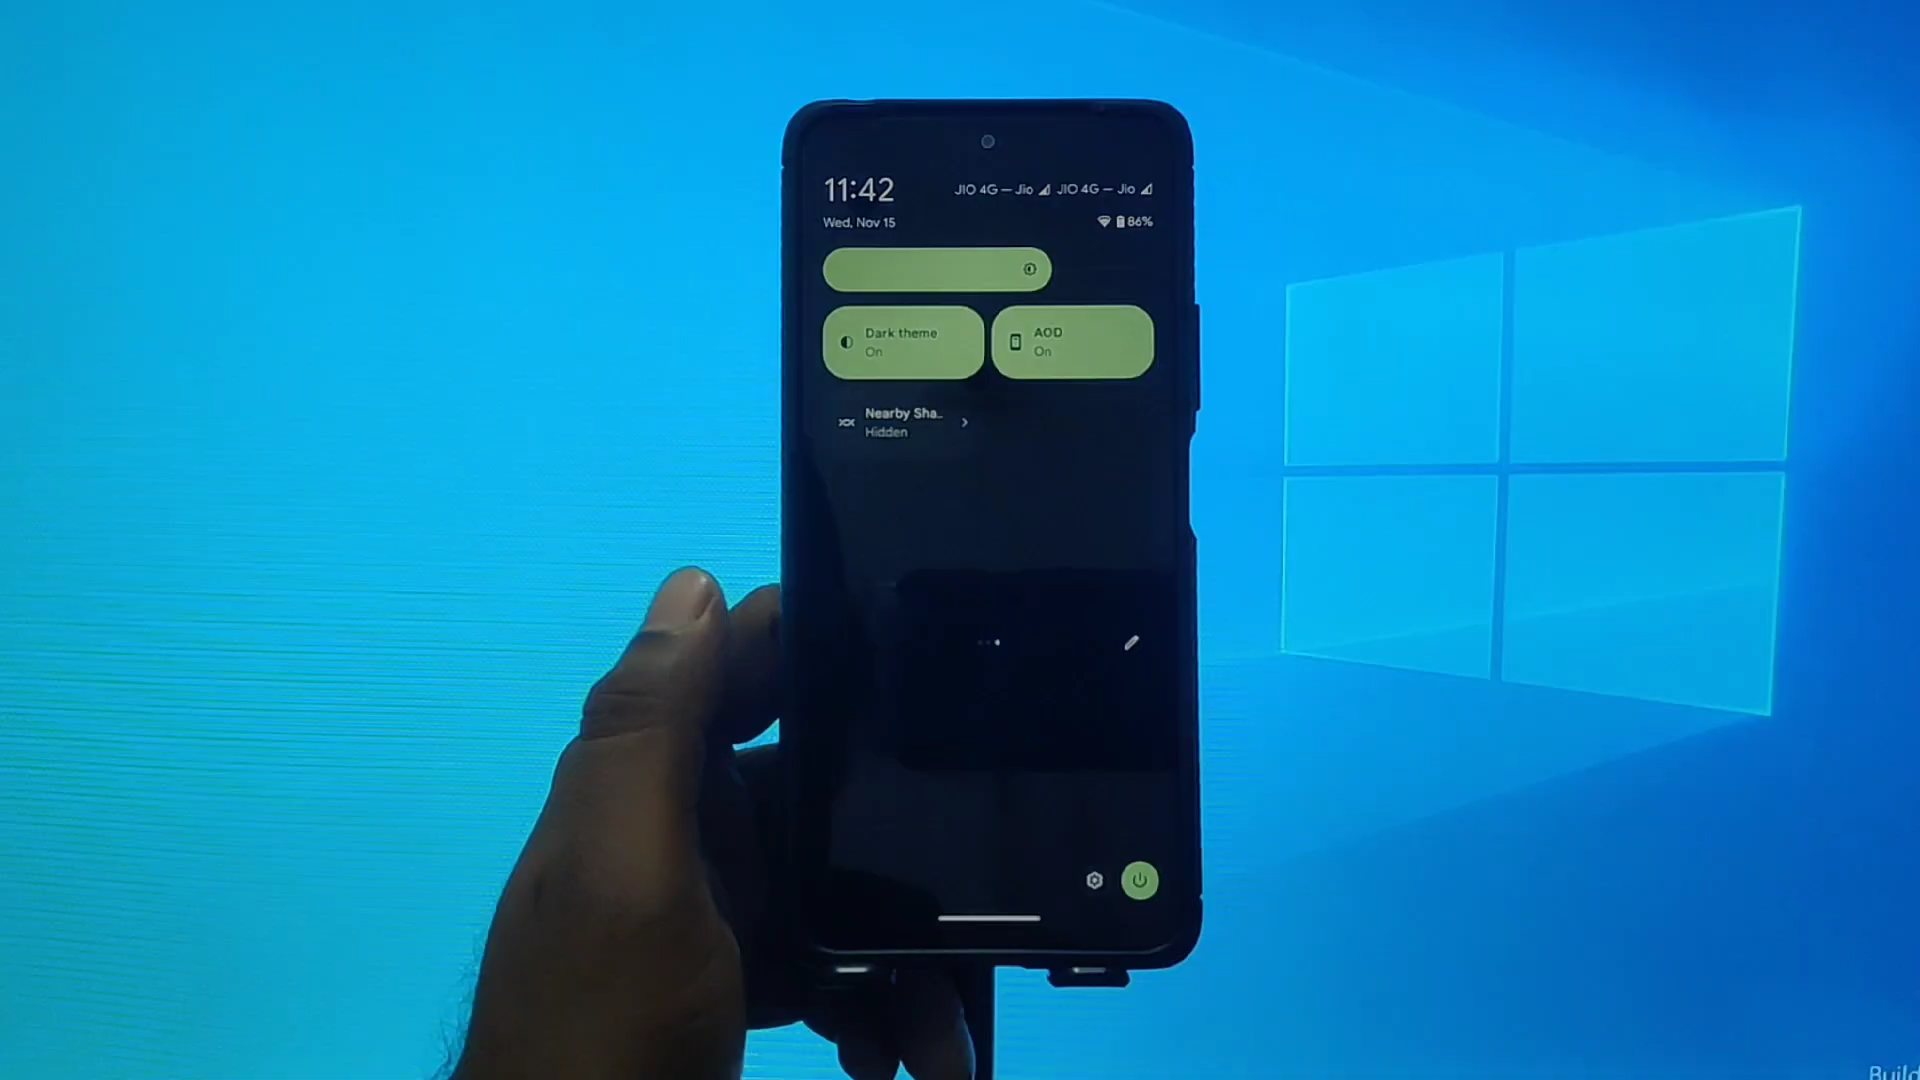 11:42
JIO 4G — Jio JIO 4G — Jio
Wed, Nov 15
86%
Dark theme
On
AOD
On
Nearby Sha..
Hidden
Build